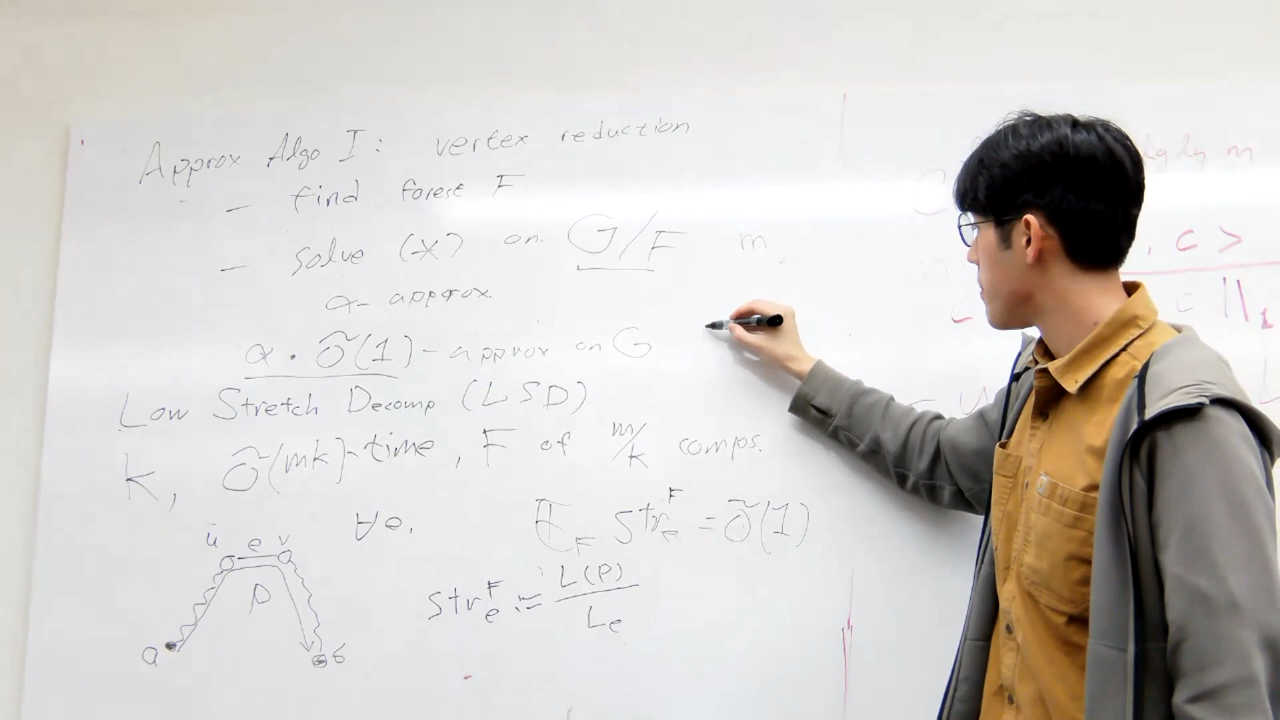 Approx Algo I: vertex reduction
- find forest F
- solve (x) on G/F m
α- approx.
α · Õ(1) - approx on G
Low Stretch Decomp (LSD)
k, Õ(mk)-time, F of m/k comps.
∀e, 𝔼_F str_e^F = Õ(1)
u e v
p
str_e^F := L(p)/L_e
a b
m
, c >
c c ||_1
- u L